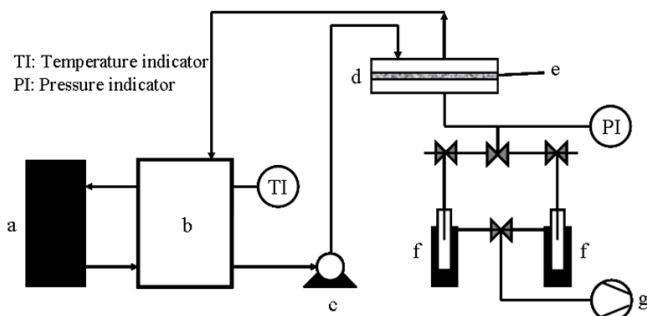 TI: Temperature indicator
PI: Pressure indicator
d
e
PI
a
b
TI
c
f
f
g